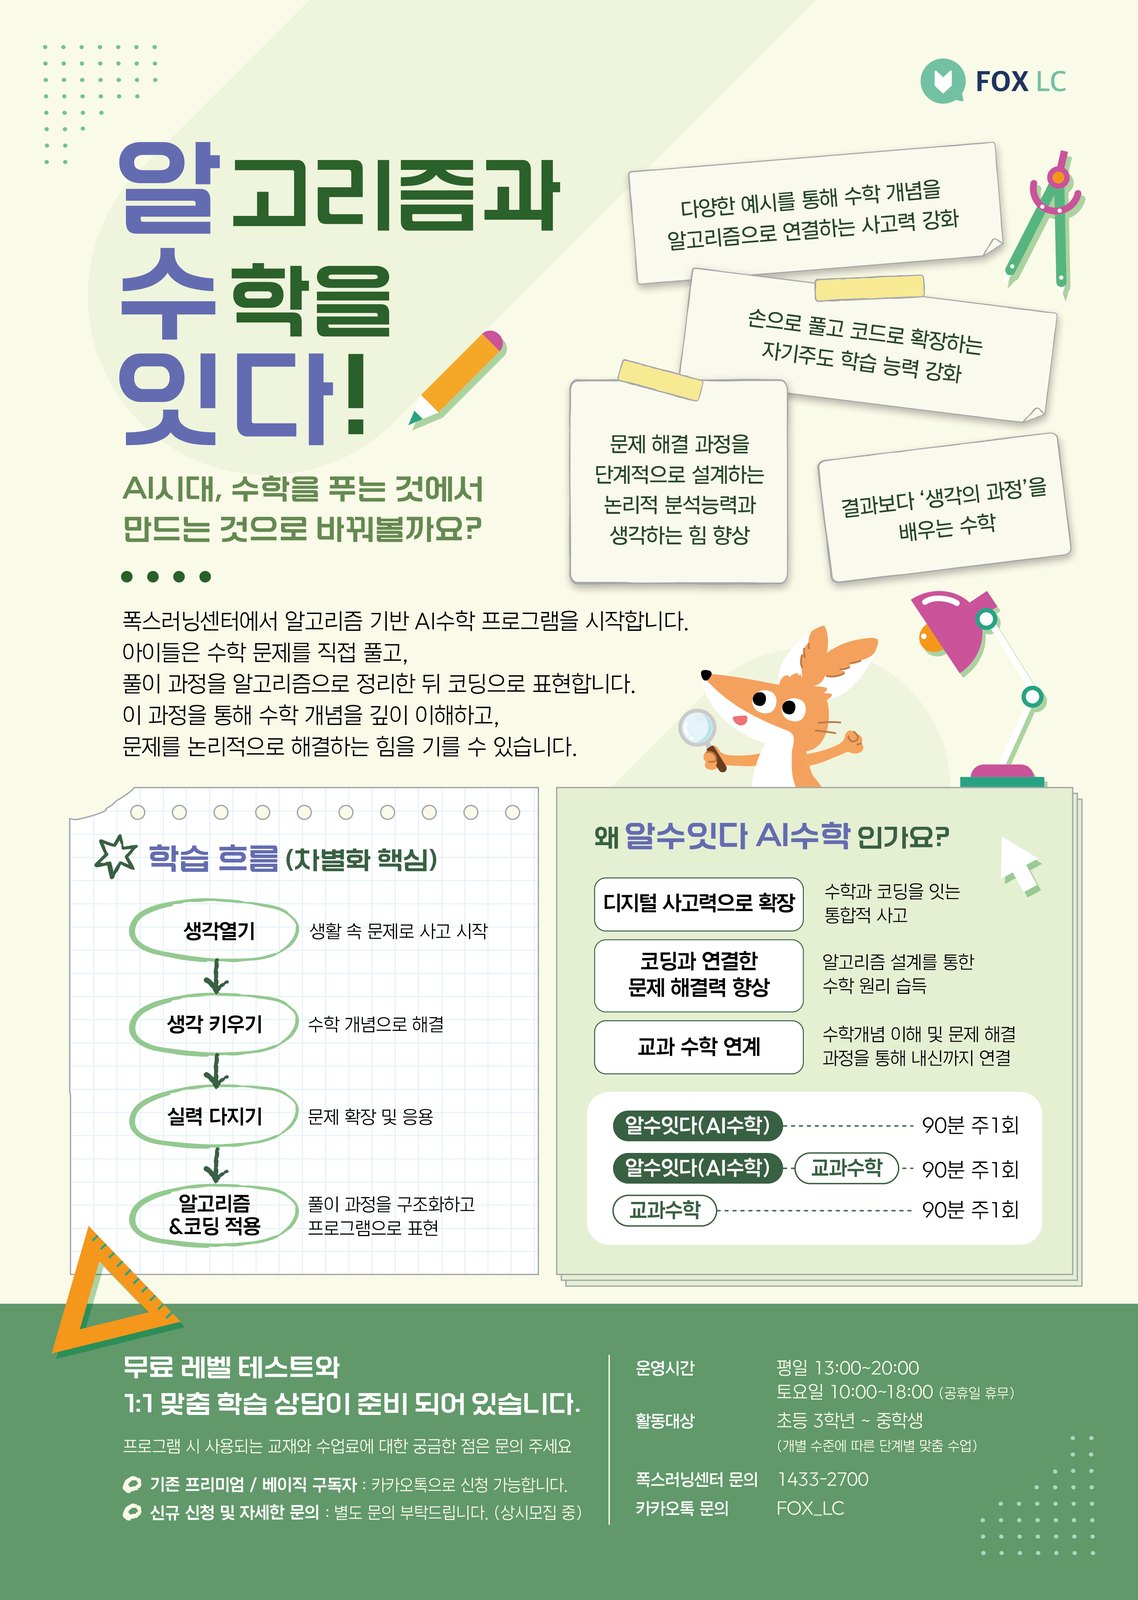 FOX LC
알고리즘과
수학을
잇다!
AI시대, 수학을 푸는 것에서
만드는 것으로 바꿔볼까요?
다양한 예시를 통해 수학 개념을
알고리즘으로 연결하는 사고력 강화
손으로 풀고 코드로 확장하는
자기주도 학습 능력 강화
문제 해결 과정을
단계적으로 설계하는
논리적 분석능력과
생각하는 힘 향상
결과보다 ‘생각의 과정’을
배우는 수학
폭스러닝센터에서 알고리즘 기반 AI수학 프로그램을 시작합니다.
아이들은 수학 문제를 직접 풀고,
풀이 과정을 알고리즘으로 정리한 뒤 코딩으로 표현합니다.
이 과정을 통해 수학 개념을 깊이 이해하고,
문제를 논리적으로 해결하는 힘을 기를 수 있습니다.
학습 흐름 (차별화 핵심)
생각열기 생활 속 문제로 사고 시작
생각 키우기 수학 개념으로 해결
실력 다지기 문제 확장 및 응용
알고리즘
&코딩 적용
풀이 과정을 구조화하고
프로그램으로 표현
왜 알수잇다 AI수학 인가요?
디지털 사고력으로 확장
수학과 코딩을 잇는
통합적 사고
코딩과 연결한
문제 해결력 향상
알고리즘 설계를 통한
수학 원리 습득
교과 수학 연계
수학개념 이해 및 문제 해결
과정을 통해 내신까지 연결
알수잇다(AI수학) 90분 주1회
알수잇다(AI수학) 교과수학 90분 주1회
교과수학 90분 주1회
무료 레벨 테스트와
1:1 맞춤 학습 상담이 준비 되어 있습니다.
프로그램 시 사용되는 교재와 수업료에 대한 궁금한 점은 문의 주세요
기존 프리미엄 / 베이직 구독자 : 카카오톡으로 신청 가능합니다.
신규 신청 및 자세한 문의 : 별도 문의 부탁드립니다. (상시모집 중)
운영시간 평일 13:00~20:00
토요일 10:00~18:00 (공휴일 휴무)
활동대상 초등 3학년 ~ 중학생
(개별 수준에 따른 단계별 맞춤 수업)
폭스러닝센터 문의 1433-2700
카카오톡 문의 FOX_LC